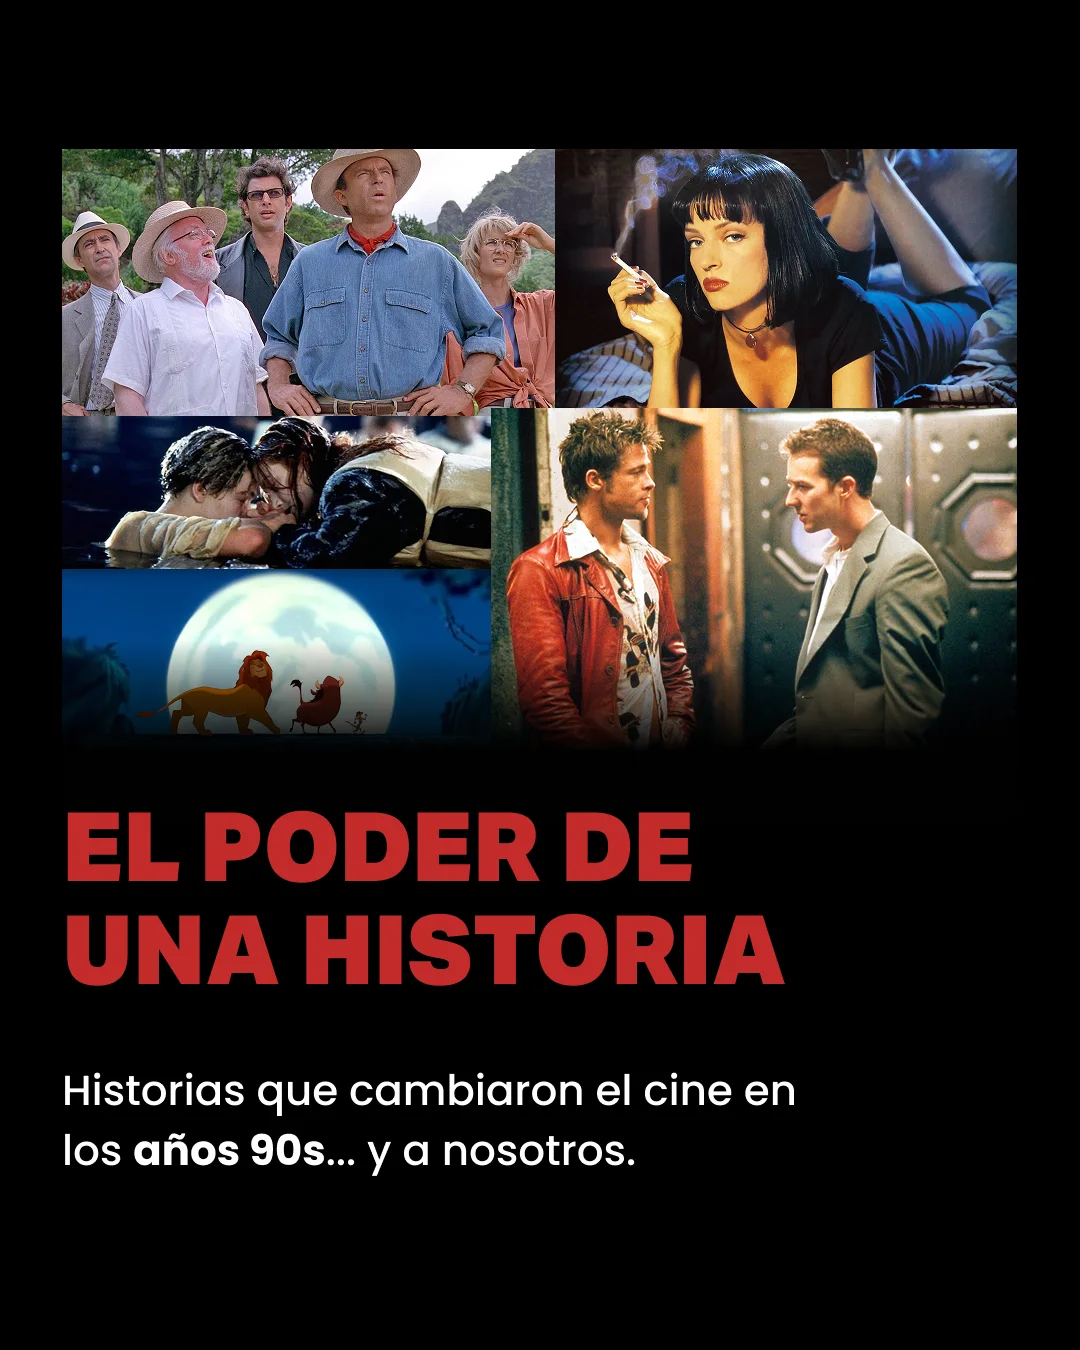 EL PODER DE
UNA HISTORIA
Historias que cambiaron el cine en
los años 90s... y a nosotros.